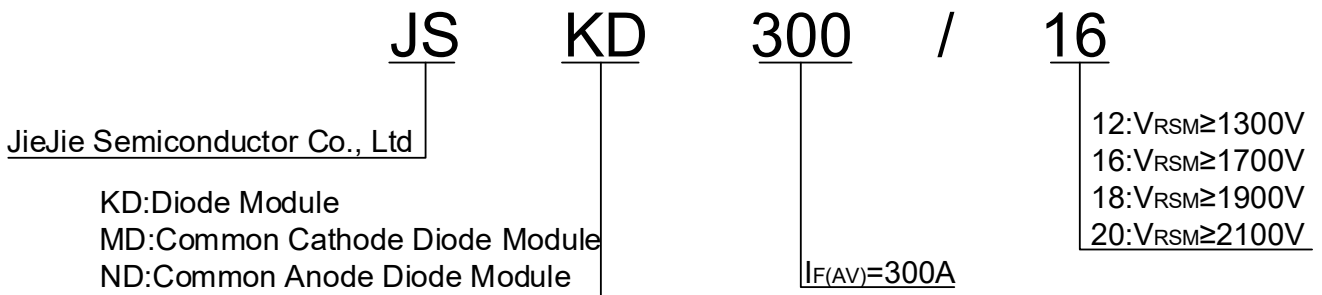 JS KD 300 / 16
JieJie Semiconductor Co., Ltd
KD:Diode Module
MD:Common Cathode Diode Module
ND:Common Anode Diode Module
IF(AV)=300A
12:VRSM≥1300V
16:VRSM≥1700V
18:VRSM≥1900V
20:VRSM≥2100V